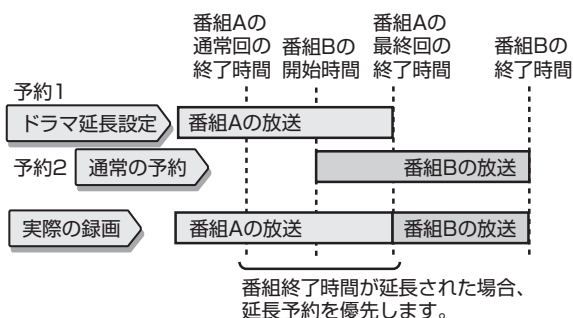 番組Aの
通常回の
終了時間
番組Bの
開始時間
番組Aの
最終回の
終了時間
番組Bの
終了時間
予約1
ドラマ延長設定
番組Aの放送
予約2
通常の予約
番組Bの放送
実際の録画
番組Aの放送
番組Bの放送
番組終了時間が延長された場合、
延長予約を優先します。